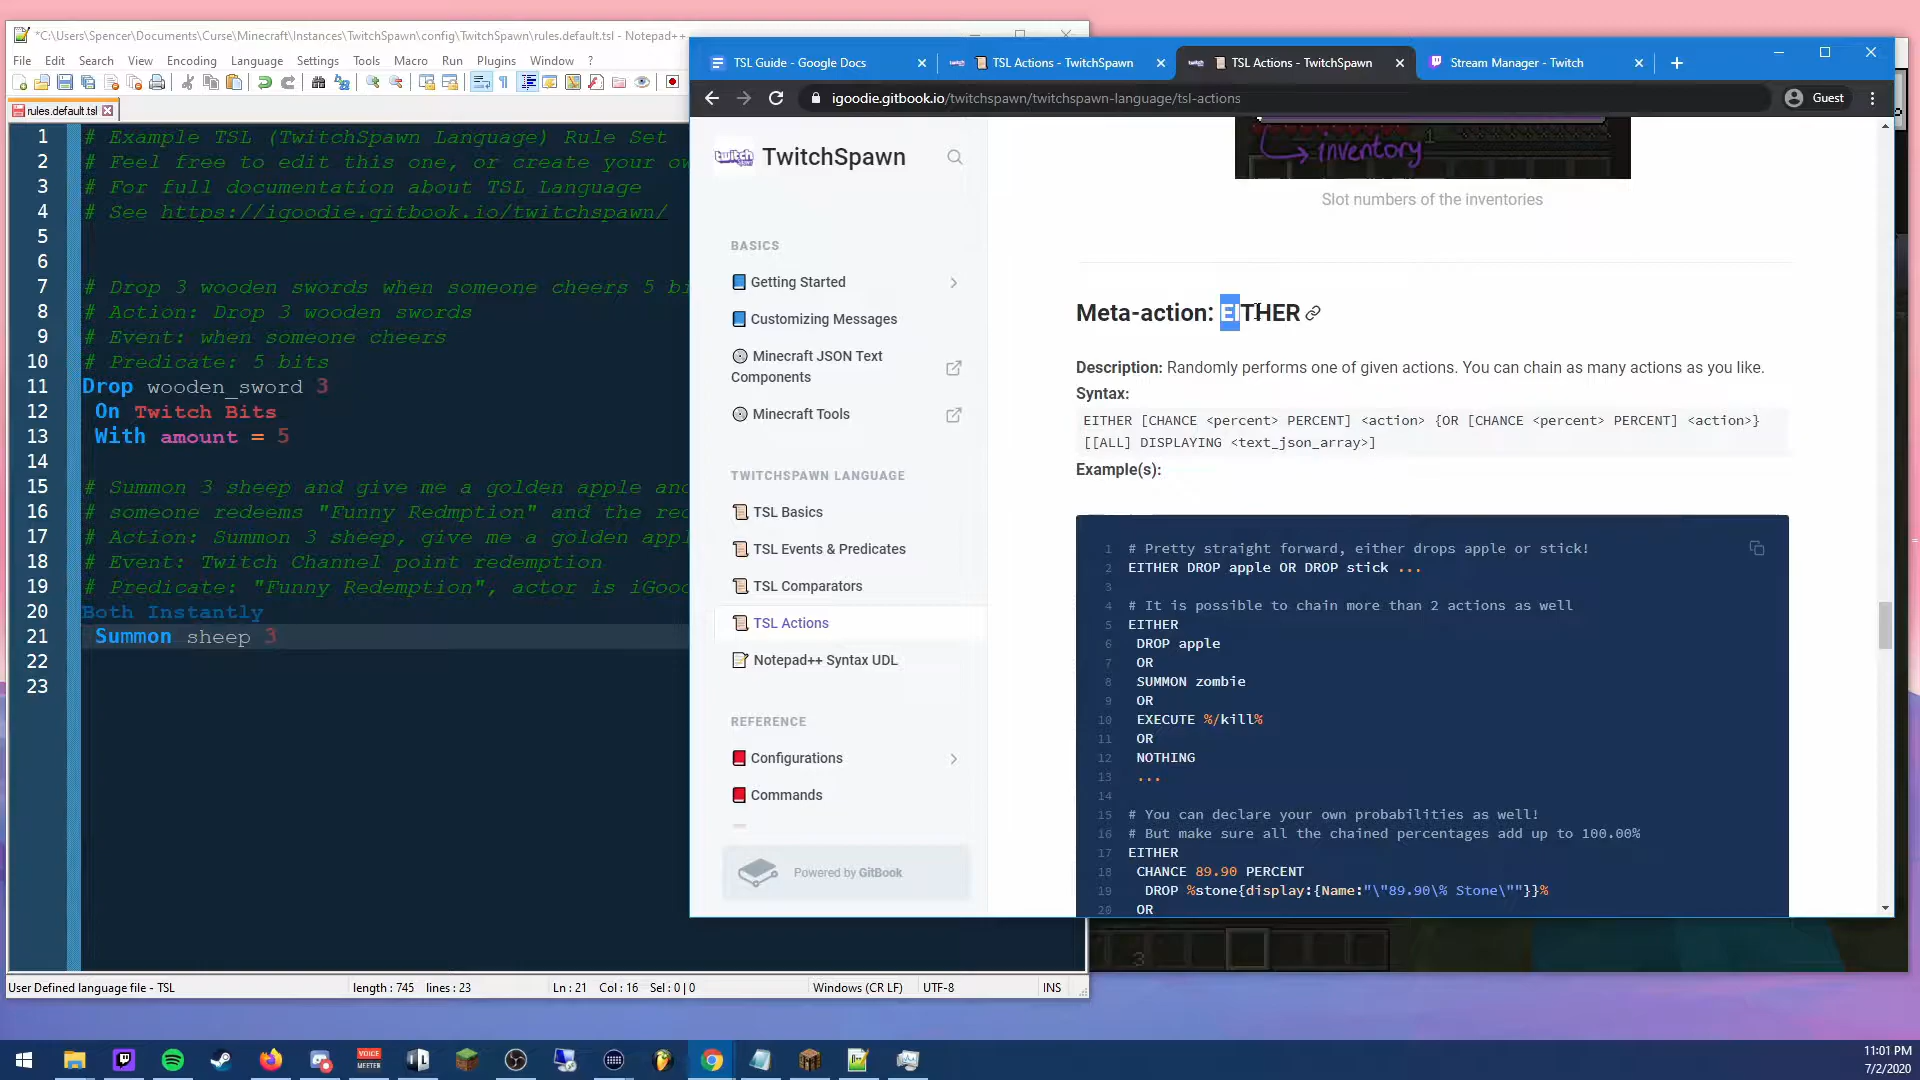 *C:\Users\Spencer\Documents\Curse\Minecraft\Instances\TwitchSpawn\config\TwitchSpawn\rules.default.tsl - Notepad++
File Edit Search View Encoding Language Settings Tools Macro Run Plugins Window ?
rules.default.tsl
1 # Example TSL (TwitchSpawn Language) Rule Set
2 # Feel free to edit this one, or create your ow
3 # For full documentation about TSL Language
4 # See https://igoodie.gitbook.io/twitchspawn/
5
6
7 # Drop 3 wooden swords when someone cheers 5 bi
8 # Action: Drop 3 wooden swords
9 # Event: when someone cheers
10 # Predicate: 5 bits
11 Drop wooden_sword 3
12 On Twitch Bits
13 With amount = 5
14
15 # Summon 3 sheep and give me a golden apple and
16 # someone redeems "Funny Redmption" and the red
17 # Action: Summon 3 sheep, give me a golden appl
18 # Event: Twitch Channel point redemption
19 # Predicate: "Funny Redemption", actor is iGoo
20 Both Instantly
21 Summon sheep 3
22
23
User Defined language file - TSL length : 745 lines : 23 Ln : 21 Col : 16 Sel : 0 | 0 Windows (CR LF) UTF-8 INS
TSL Guide - Google Docs
TSL Actions - TwitchSpawn
TSL Actions - TwitchSpawn
Stream Manager - Twitch
igoodie.gitbook.io/twitchspawn/twitchspawn-language/tsl-actions
Guest
twitch
TwitchSpawn
BASICS
Getting Started
Customizing Messages
Minecraft JSON Text
Components
Minecraft Tools
TWITCHSPAWN LANGUAGE
TSL Basics
TSL Events & Predicates
TSL Comparators
TSL Actions
Notepad++ Syntax UDL
REFERENCE
Configurations
Commands
Powered by GitBook
inventory
1
Slot numbers of the inventories
Meta-action: EITHER
Description: Randomly performs one of given actions. You can chain as many actions as you like.
Syntax:
EITHER [CHANCE <percent> PERCENT] <action> {OR [CHANCE <percent> PERCENT] <action>}
[[ALL] DISPLAYING <text_json_array>]
Example(s):
1 # Pretty straight forward, either drops apple or stick!
2 EITHER DROP apple OR DROP stick ...
3
4 # It is possible to chain more than 2 actions as well
5 EITHER
6 DROP apple
7 OR
8 SUMMON zombie
9 OR
10 EXECUTE %/kill%
11 OR
12 NOTHING
13 ...
14
15 # You can declare your own probabilities as well!
16 # But make sure all the chained percentages add up to 100.00%
17 EITHER
18 CHANCE 89.90 PERCENT
19 DROP %stone{display:{Name:"\"89.90\% Stone\""}}%
20 OR
3
VOICE
MEETER
11:01 PM
7/2/2020